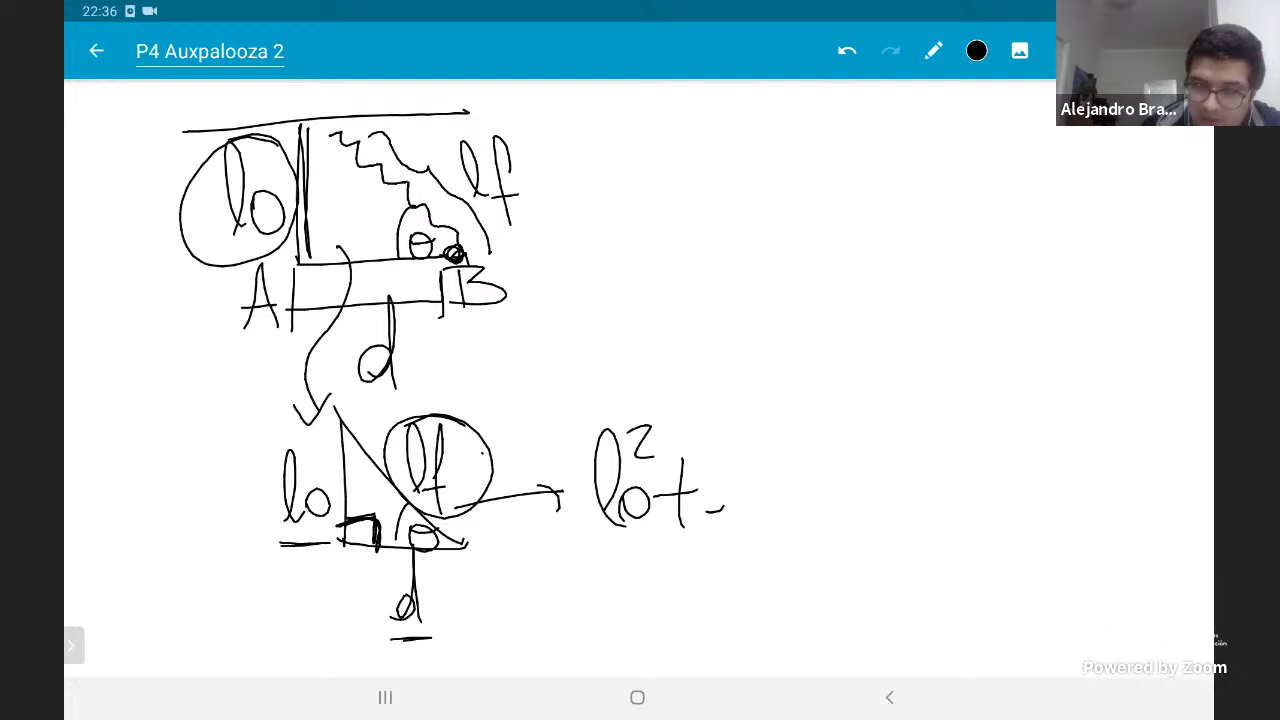 22:36
P4 Auxpalooza 2
Alejandro Bra...
lo
lf
θ
A
B
d
lo
lf
θ
d
lo² +
Powered by Zoom